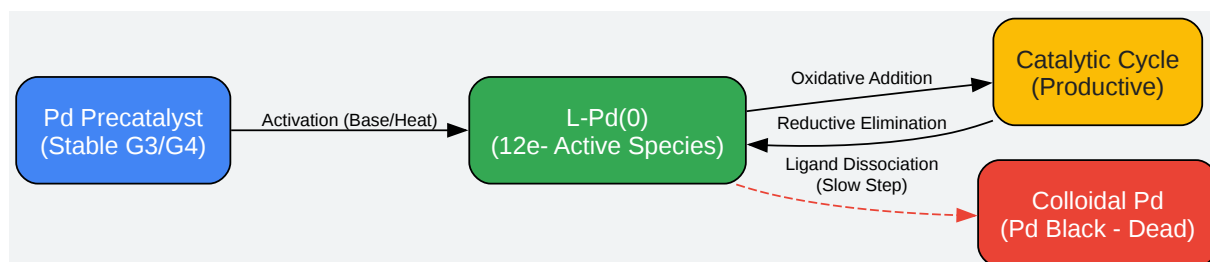 Pd Precatalyst
(Stable G3/G4)
Activation (Base/Heat)
L-Pd(0)
(12e- Active Species)
Oxidative Addition
Reductive Elimination
Ligand Dissociation
(Slow Step)
Catalytic Cycle
(Productive)
Colloidal Pd
(Pd Black - Dead)